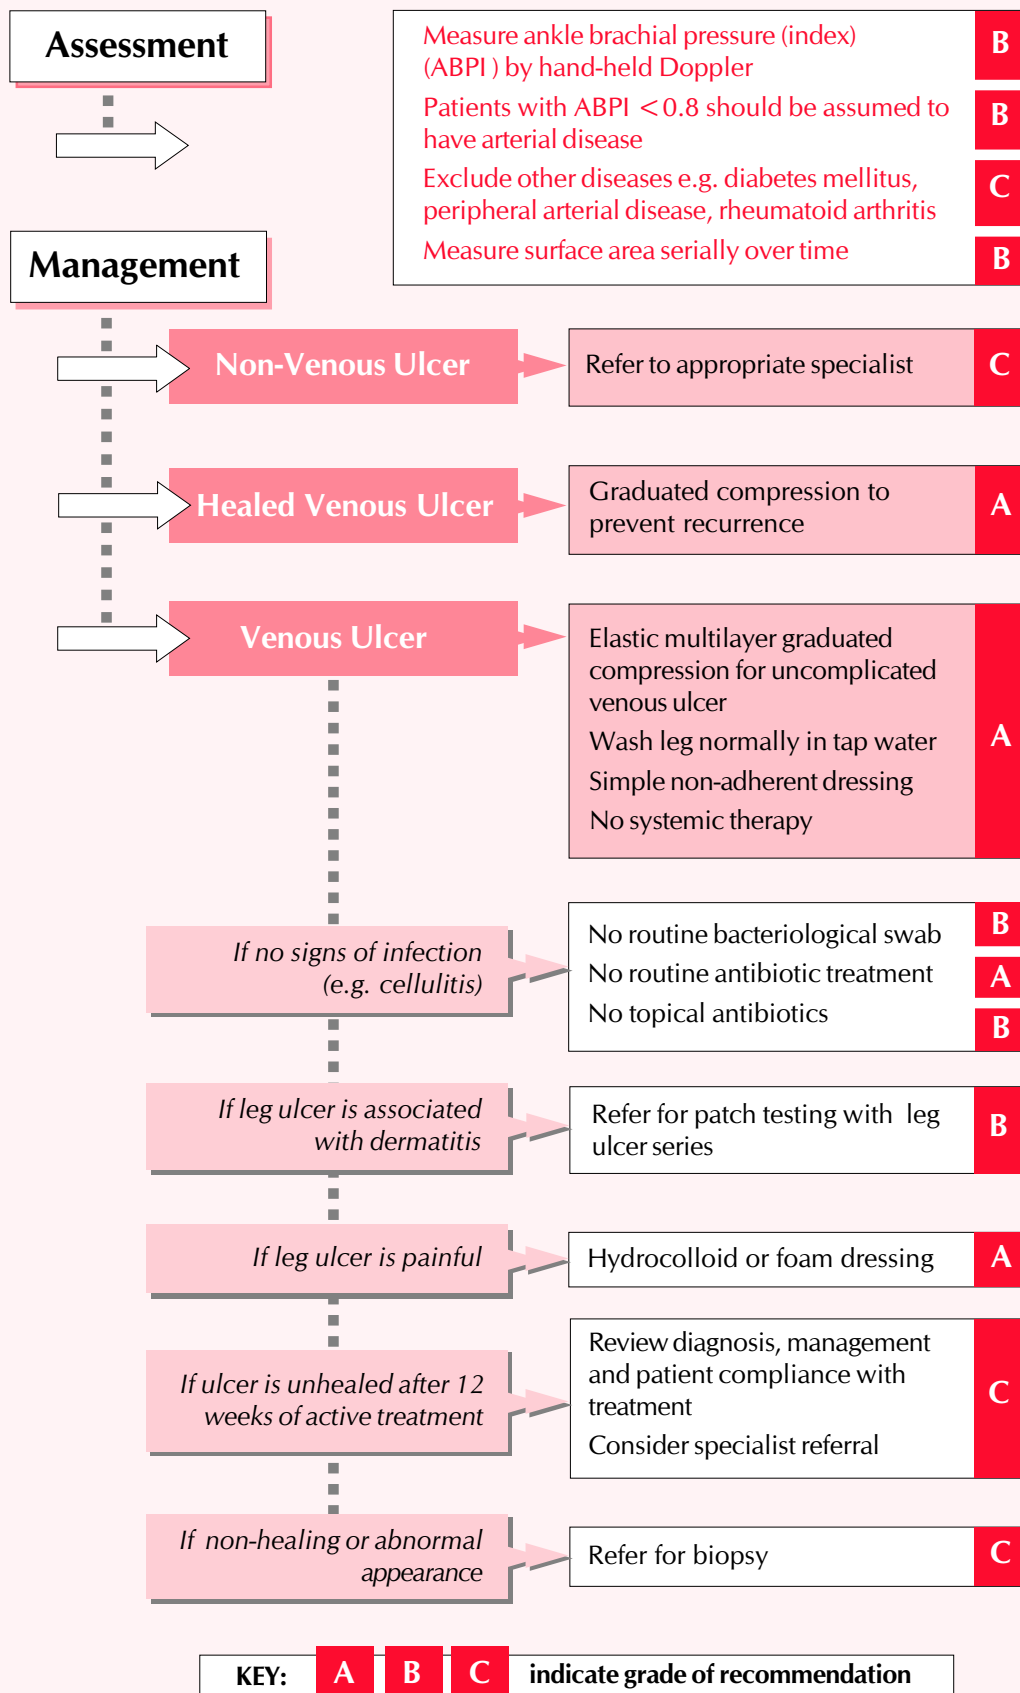 Assessment
Measure ankle brachial pressure (index)
(ABPI ) by hand-held Doppler
B
Patients with ABPI <0.8 should be assumed to
have arterial disease
B
Exclude other diseases e.g. diabetes mellitus,
peripheral arterial disease, rheumatoid arthritis
C
Measure surface area serially over time
B
Management
Non-Venous Ulcer
Refer to appropriate specialist
C
Healed Venous Ulcer
Graduated compression to
prevent recurrence
A
Venous Ulcer
Elastic multilayer graduated
compression for uncomplicated
venous ulcer
Wash leg normally in tap water
Simple non-adherent dressing
No systemic therapy
A
If no signs of infection
(e.g. cellulitis)
No routine bacteriological swab
B
No routine antibiotic treatment
A
No topical antibiotics
B
If leg ulcer is associated
with dermatitis
Refer for patch testing with leg
ulcer series
B
If leg ulcer is painful
Hydrocolloid or foam dressing
A
If ulcer is unhealed after 12
weeks of active treatment
Review diagnosis, management
and patient compliance with
treatment
Consider specialist referral
C
If non-healing or abnormal
appearance
Refer for biopsy
C
KEY: A B C indicate grade of recommendation